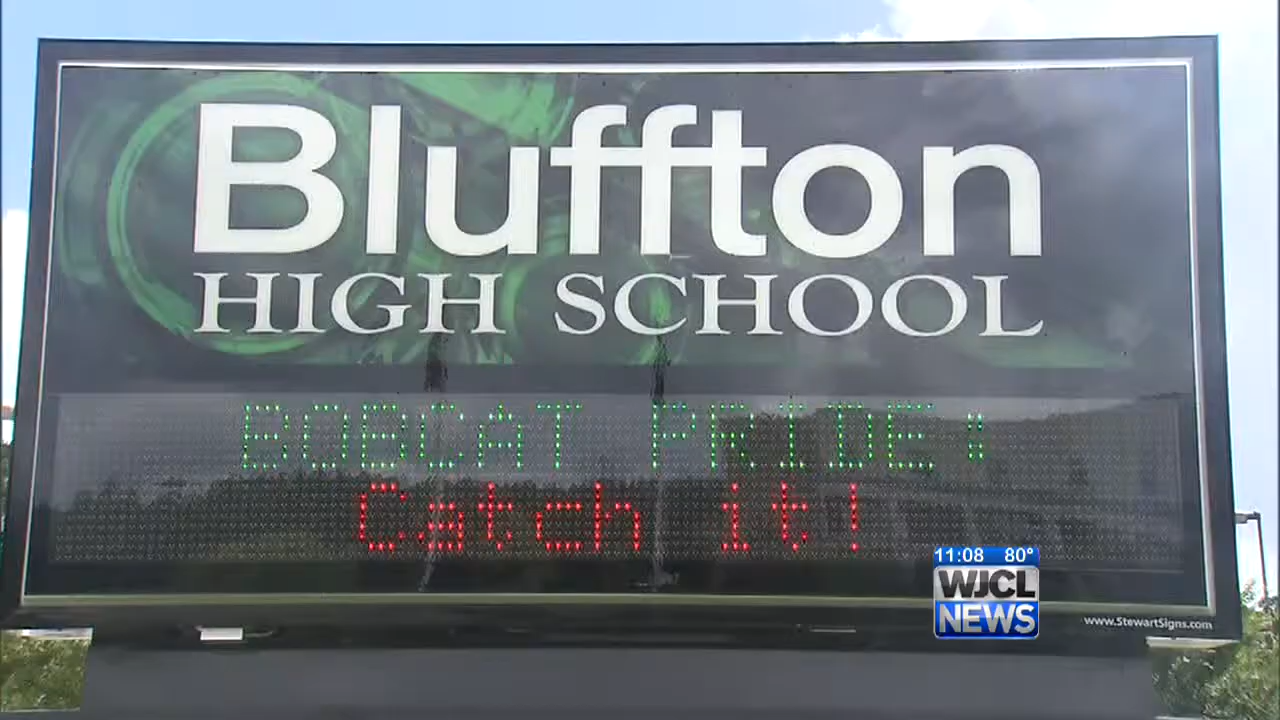 Bluffton
HIGH SCHOOL
BOBCAT PRIDE:
Catch it!
11:08 80°
WJCL
NEWS
www.StewartSigns.com